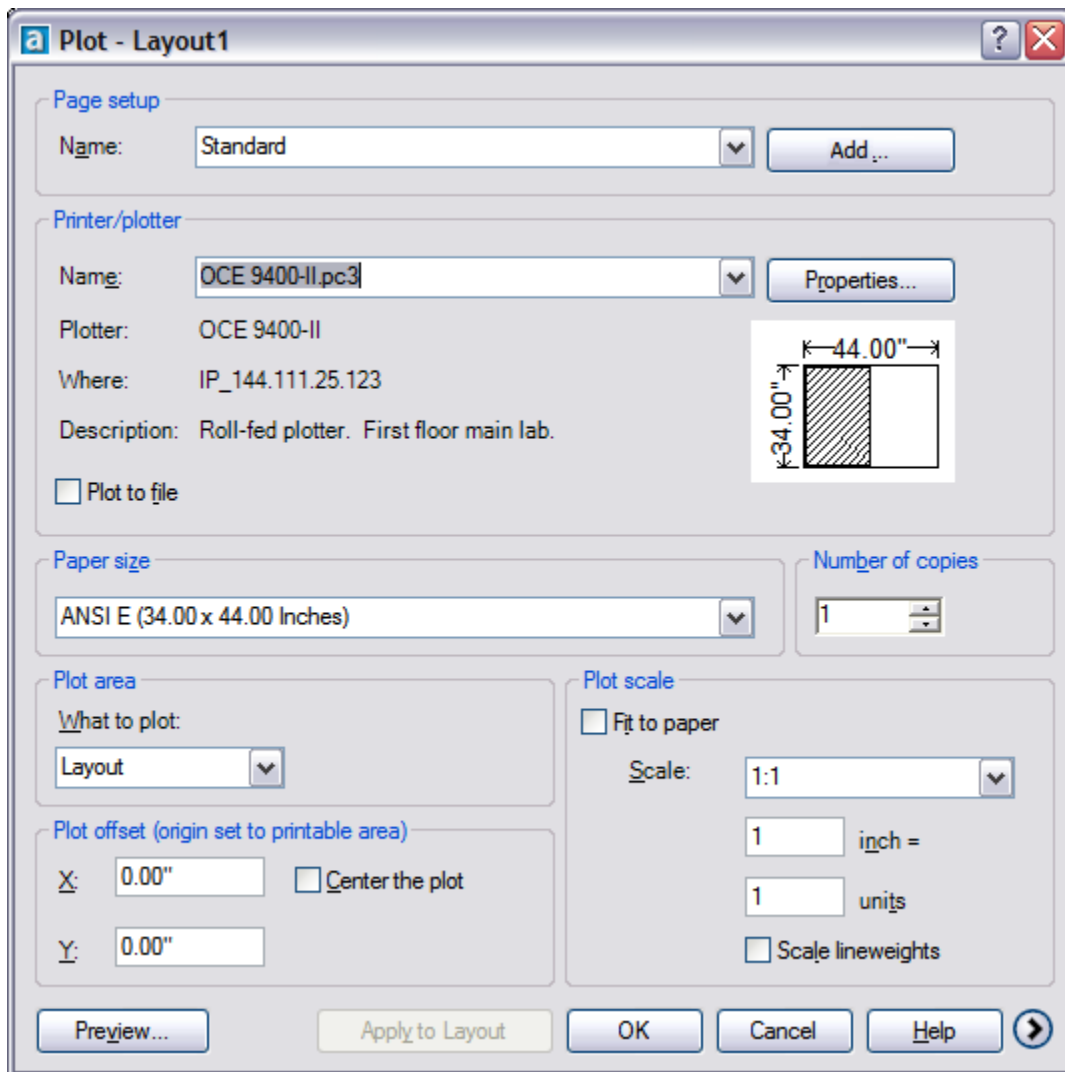 a Plot - Layout1
?
Page setup
Name: Standard Add ...
Printer/plotter
Name: OCE 9400-II.pc3 Properties...
Plotter: OCE 9400-II
Where: IP_144.111.25.123
Description: Roll-fed plotter. First floor main lab.
44.00"
34.00"
Plot to file
Paper size
ANSI E (34.00 x 44.00 Inches)
Number of copies
1
Plot area
What to plot:
Layout
Plot offset (origin set to printable area)
X: 0.00" Center the plot
Y: 0.00"
Plot scale
Fit to paper
Scale: 1:1
1 inch =
1 units
Scale lineweights
Preview... Apply to Layout OK Cancel Help